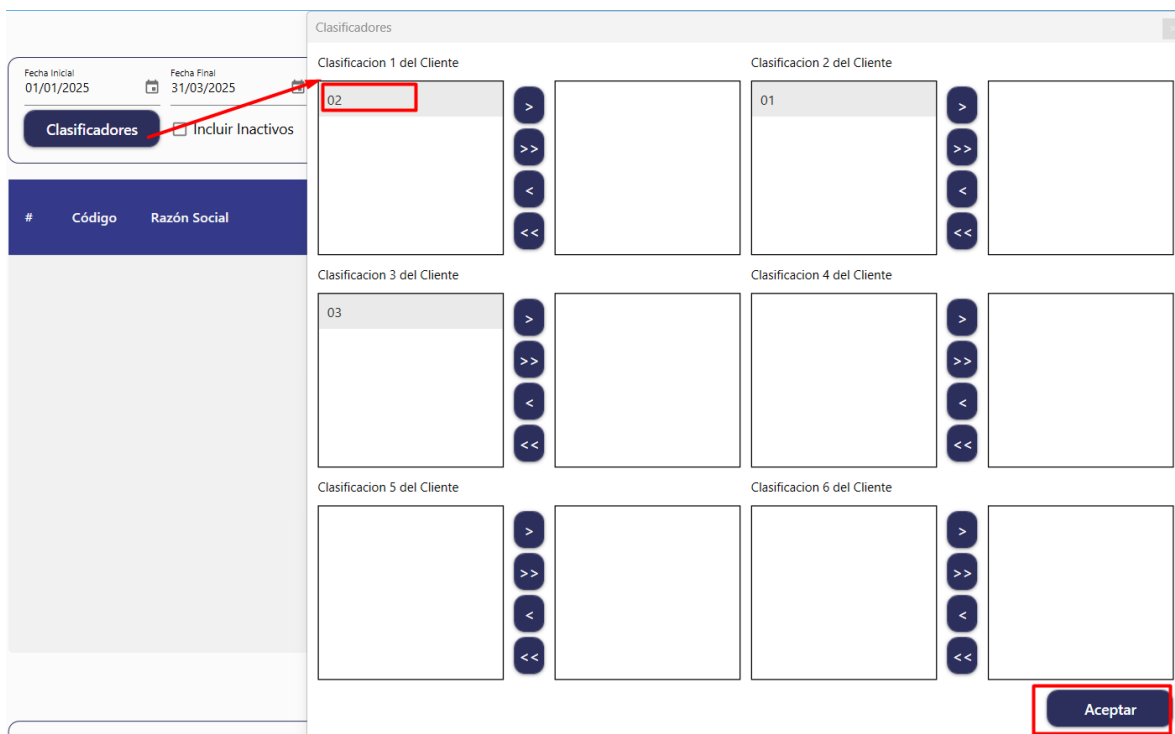 Clasificadores
Fecha Inicial
01/01/2025
Fecha Final
31/03/2025
Clasificadores
Incluir Inactivos
# Código Razón Social
Clasificacion 1 del Cliente
02
>
>>
<
<<
Clasificacion 2 del Cliente
01
>
>>
<
<<
Clasificacion 3 del Cliente
03
>
>>
<
<<
Clasificacion 4 del Cliente
>
>>
<
<<
Clasificacion 5 del Cliente
>
>>
<
<<
Clasificacion 6 del Cliente
>
>>
<
<<
Aceptar